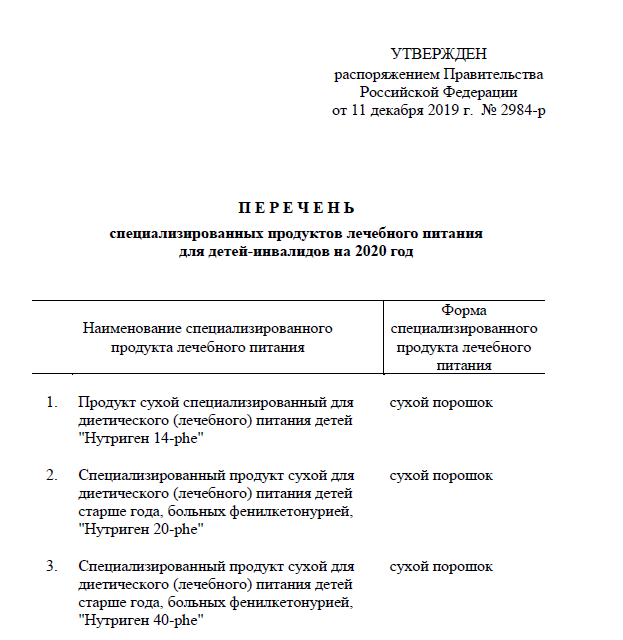 УТВЕРЖДЕН
распоряжением Правительства
Российской Федерации
от 11 декабря 2019 г. № 2984-р
П Е Р Е Ч Е Н Ь
специализированных продуктов лечебного питания
для детей-инвалидов на 2020 год
Наименование специализированного
продукта лечебного питания
Форма
специализированного
продукта лечебного
питания
1. Продукт сухой специализированный для сухой порошок
диетического (лечебного) питания детей
"Нутриген 14-phe"
2. Специализированный продукт сухой для сухой порошок
диетического (лечебного) питания детей
старше года, больных фенилкетонурией,
"Нутриген 20-phe"
3. Специализированный продукт сухой для сухой порошок
диетического (лечебного) питания детей
старше года, больных фенилкетонурией,
"Нутриген 40-phe"